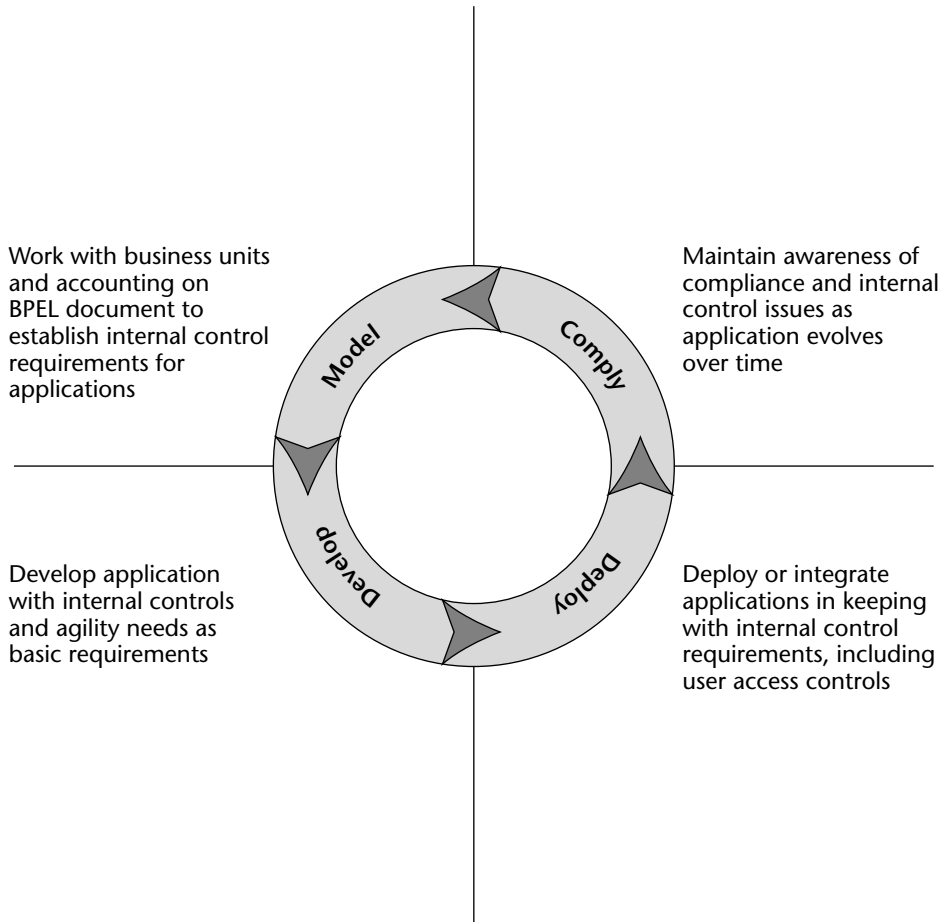 Work with business units
and accounting on
BPEL document to
establish internal control
requirements for
applications
Maintain awareness of
compliance and internal
control issues as
application evolves
over time
Model
Comply
Develop
Deploy
Develop application
with internal controls
and agility needs as
basic requirements
Deploy or integrate
applications in keeping
with internal control
requirements, including
user access controls